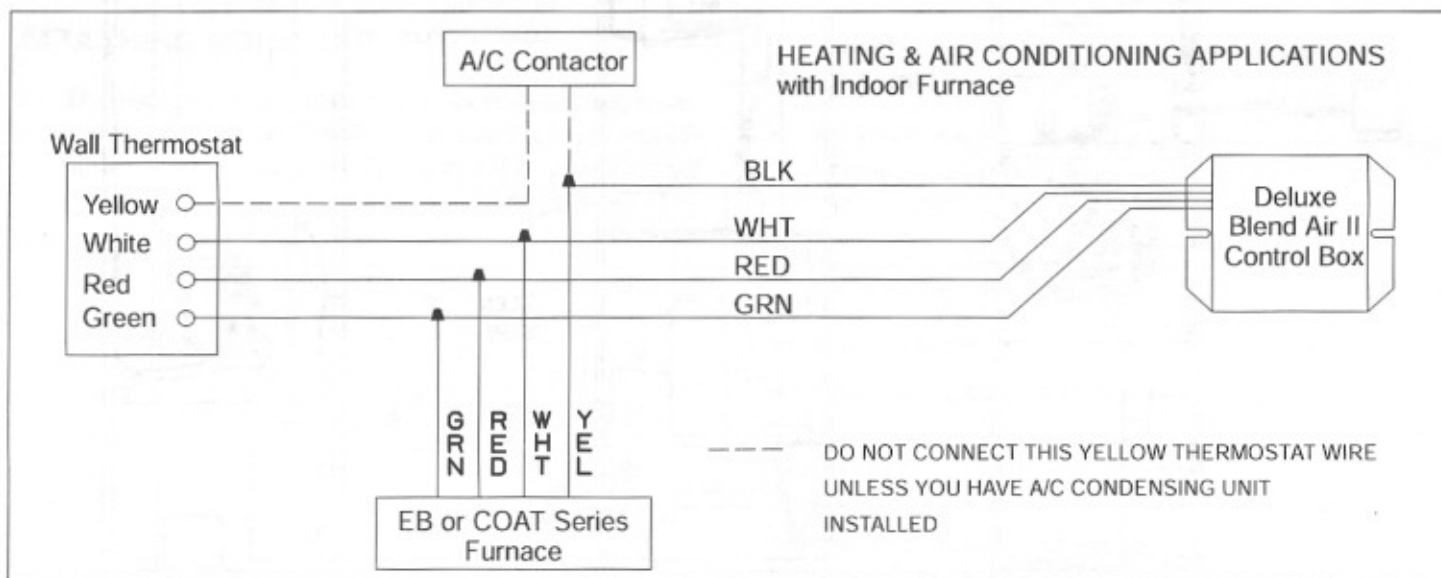 A/C Contactor
HEATING & AIR CONDITIONING APPLICATIONS
with Indoor Furnace
Wall Thermostat
Yellow
White
Red
Green
BLK
WHT
RED
GRN
Deluxe
Blend Air II
Control Box
GRN
RED
WHT
YEL
EB or COAT Series
Furnace
DO NOT CONNECT THIS YELLOW THERMOSTAT WIRE
UNLESS YOU HAVE A/C CONDENSING UNIT
INSTALLED